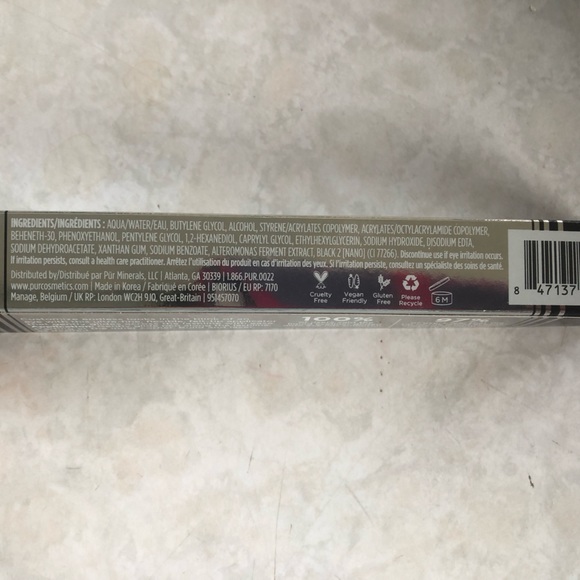 INGREDIENTS/INGRÉDIENTS : AQUA/WATER/EAU, BUTYLENE GLYCOL, ALCOHOL, STYRENE/ACRYLATES COPOLYMER, ACRYLATES/OCTYLACRYLAMIDE COPOLYMER,
BEHENETH-30, PHENOXYETHANOL, PENTYLENE GLYCOL, 1,2-HEXANEDIOL, CAPRYLYL GLYCOL, ETHYLHEXYLGLYCERIN, SODIUM HYDROXIDE, DISODIUM EDTA,
SODIUM DEHYDROACETATE, XANTHAN GUM, SODIUM BENZOATE, ALTEROMONAS FERMENT EXTRACT, BLACK 2 [NANO] (CI 77266). Discontinue use if eye irritation occurs.
If irritation persists, consult a health care practitioner. Arrêtez l'utilisation du produit en cas d'irritation des yeux. Si l'irritation persiste, consultez un spécialiste des soins de santé.
Distributed by/Distribué par Pür Minerals, LLC | Atlanta, GA 30339 | 1.866.PUR.0022
www.purcosmetics.com | Made in Korea / Fabriqué en Corée | BIORIUS / EU RP: 7170
Manage, Belgium / UK RP: London WC2H 9JQ, Great-Britain | 951457070
Cruelty Free
Vegan Friendly
Gluten Free
Please Recycle
6 M
8 47137
100%